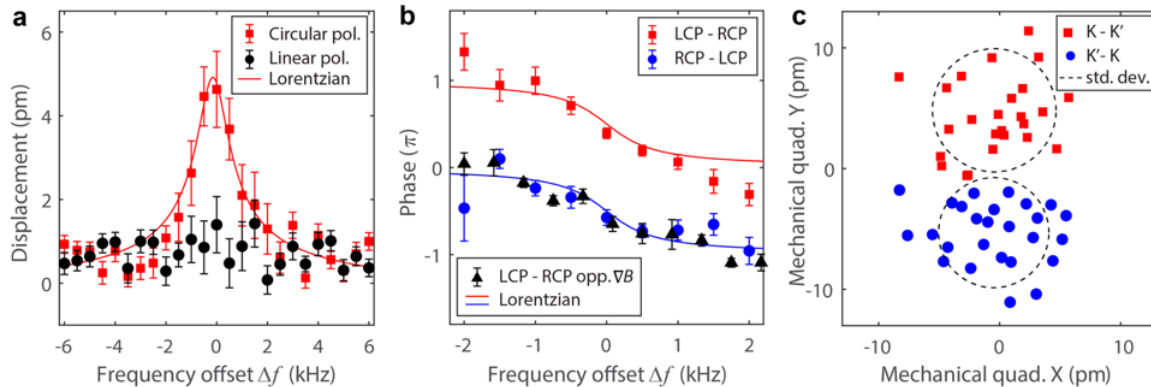 a
Displacement (pm)
6
4
2
0
Circular pol.
Linear pol.
Lorentzian
-6 -4 -2 0 2 4 6
Frequency offset Δf (kHz)
b
Phase (π)
1
0
-1
LCP - RCP
RCP - LCP
LCP - RCP opp.∇B
Lorentzian
-2 -1 0 1 2
Frequency offset Δf (kHz)
c
Mechanical quad. Y (pm)
10
0
-10
K - K′
K′- K
std. dev.
-10 0 10
Mechanical quad. X (pm)